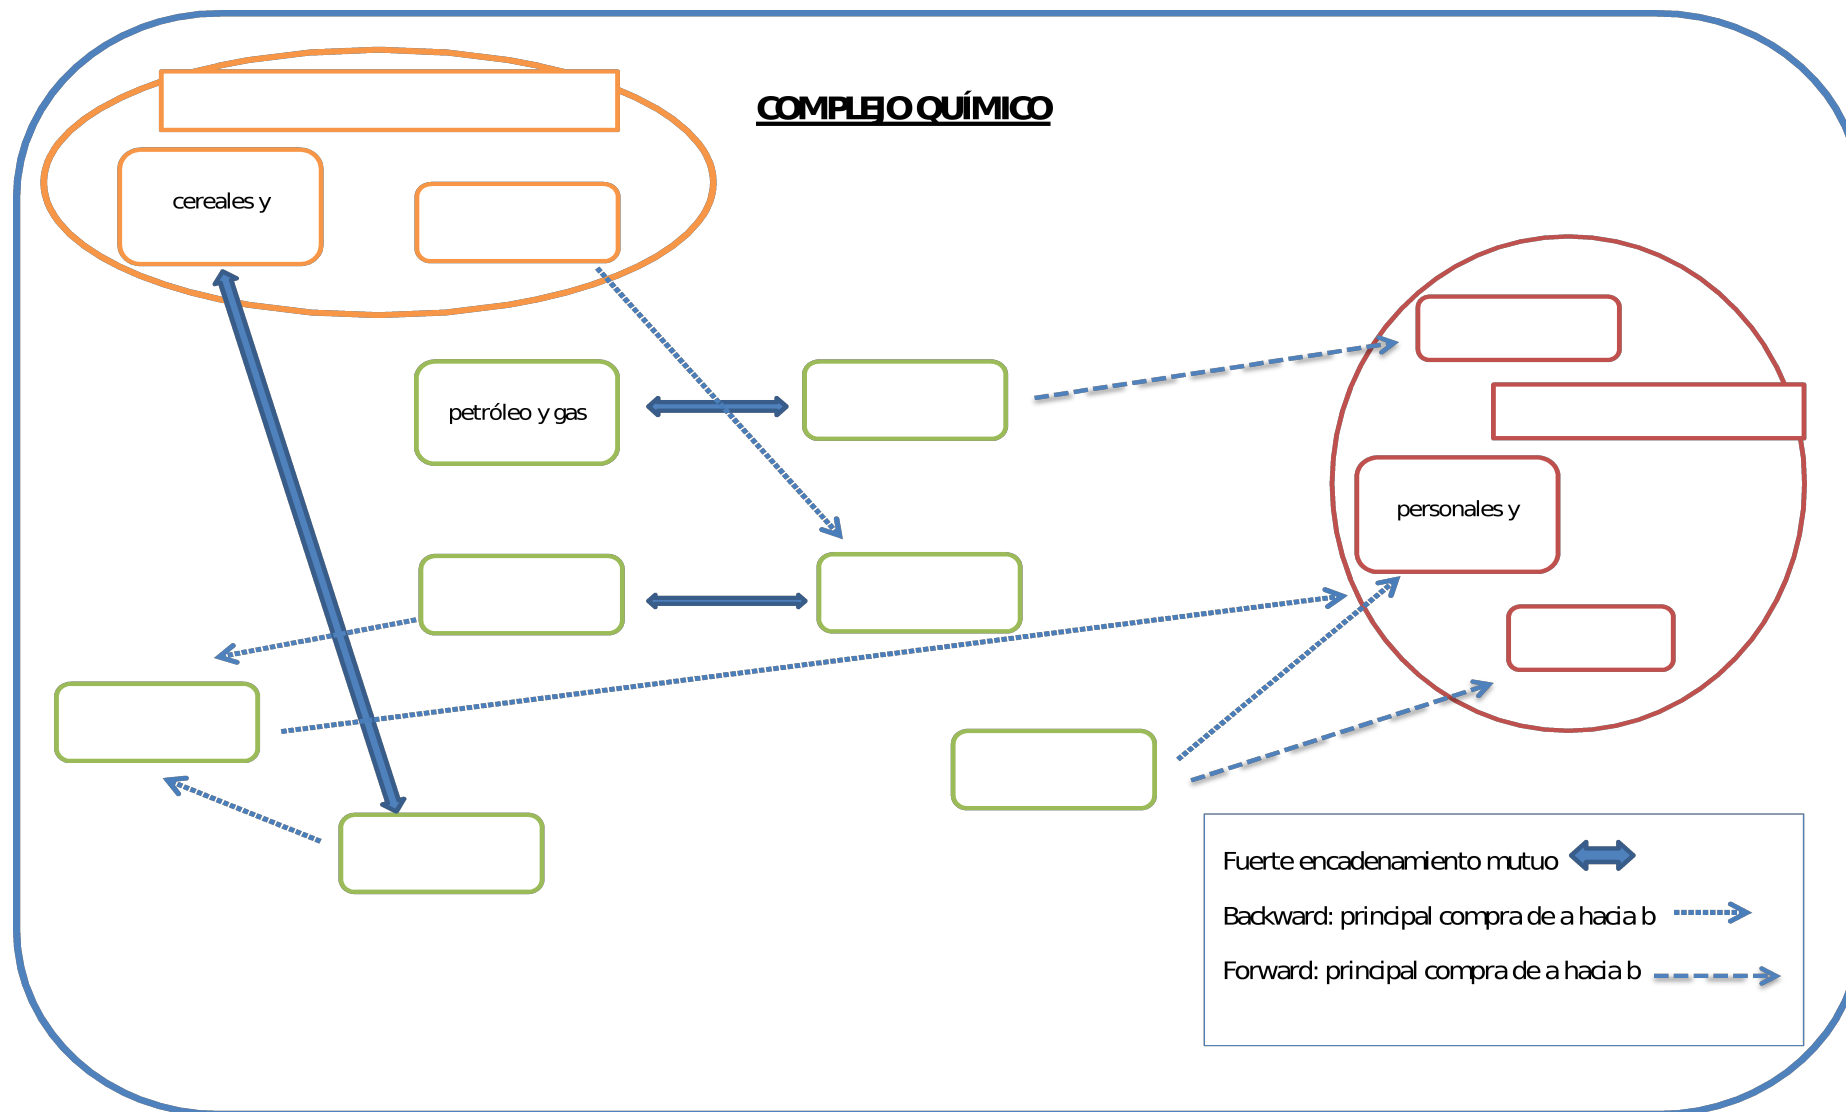 COMPLEJO QUÍMICO
cereales y
petróleo y gas
personales y
Fuerte encadenamiento mutuo
Backward: principal compra de a hacia b
Forward: principal compra de a hacia b